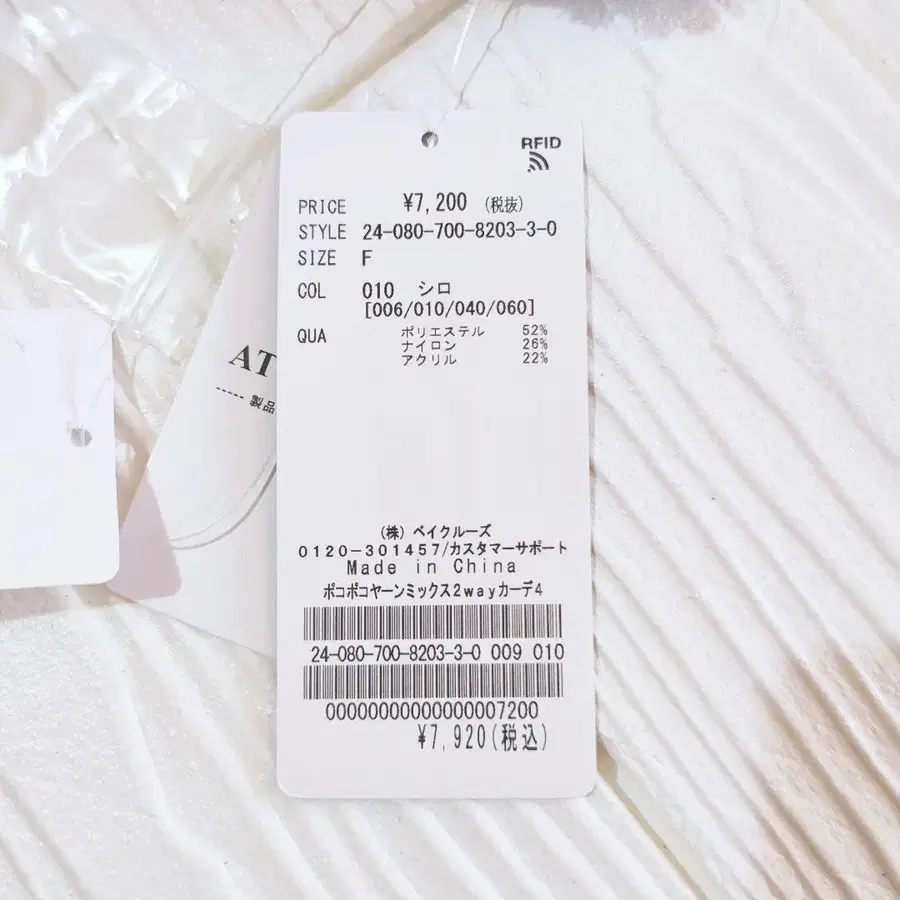 RFID
PRICE ¥7,200 (税抜)
STYLE 24-080-700-8203-3-0
SIZE F
COL 010 シロ
[006/010/040/060]
QUA ポリエステル 52%
ナイロン 26%
アクリル 22%
AT
----- 製品
(株) ベイクルーズ
0120-301457/カスタマーサポート
Made in China
ポコポコヤーンミックス2wayカーデ4
24-080-700-8203-3-0 009 010
00000000000000007200
¥7,920(税込)